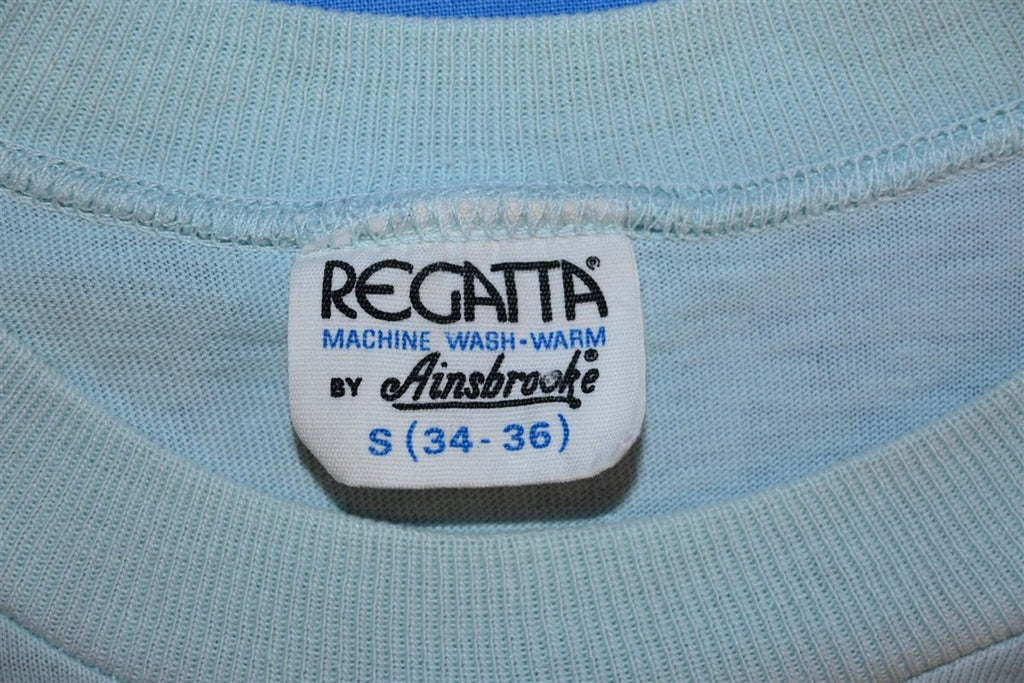 REGATTA®
MACHINE WASH-WARM
BY Ainsbrooke®
S (34-36)